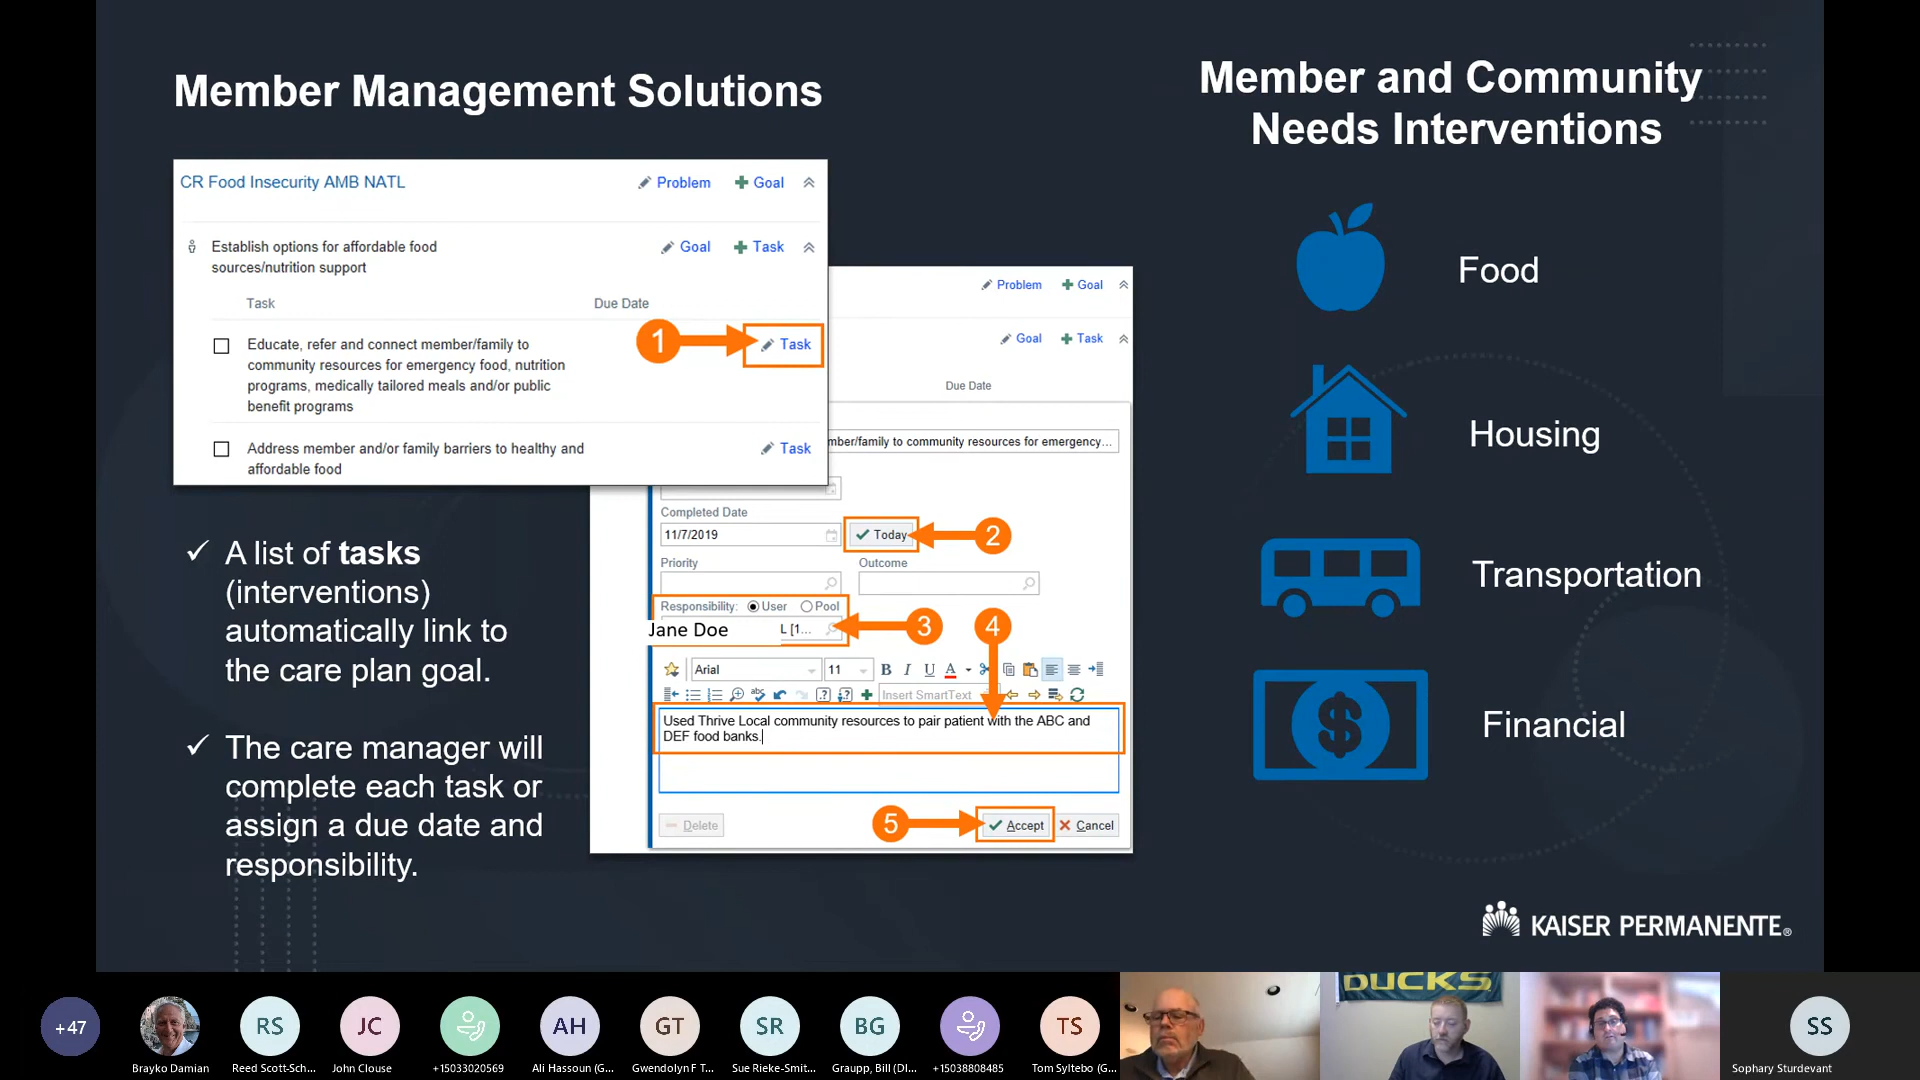 Member Management Solutions
Member and Community
Needs Interventions
CR Food Insecurity AMB NATL
Problem
Goal
Establish options for affordable food
sources/nutrition support
Goal
Task
Task
Due Date
1
Educate, refer and connect member/family to
community resources for emergency food, nutrition
programs, medically tailored meals and/or public
benefit programs
Task
Address member and/or family barriers to healthy and
affordable food
Task
Problem
Goal
Goal
Task
Due Date
mber/family to community resources for emergency...
Completed Date
11/7/2019
Today
2
Priority
Outcome
Responsibility:
User
Pool
Jane Doe
L [1...
3
4
Arial
11
B I U A
abc
Insert SmartText
Used Thrive Local community resources to pair patient with the ABC and
DEF food banks.
Delete
5
Accept
Cancel
A list of tasks
(interventions)
automatically link to
the care plan goal.
The care manager will
complete each task or
assign a due date and
responsibility.
Food
Housing
Transportation
Financial
$
KAISER PERMANENTE®
DUCKS
+47
RS
JC
AH
GT
SR
BG
TS
SS
Brayko Damian
Reed Scott-Sch...
John Clouse
+15033020569
Ali Hassoun (G...
Gwendolyn F T...
Sue Rieke-Smit...
Graupp, Bill (DI...
+15038808485
Tom Syltebo (G...
Sophary Sturdevant